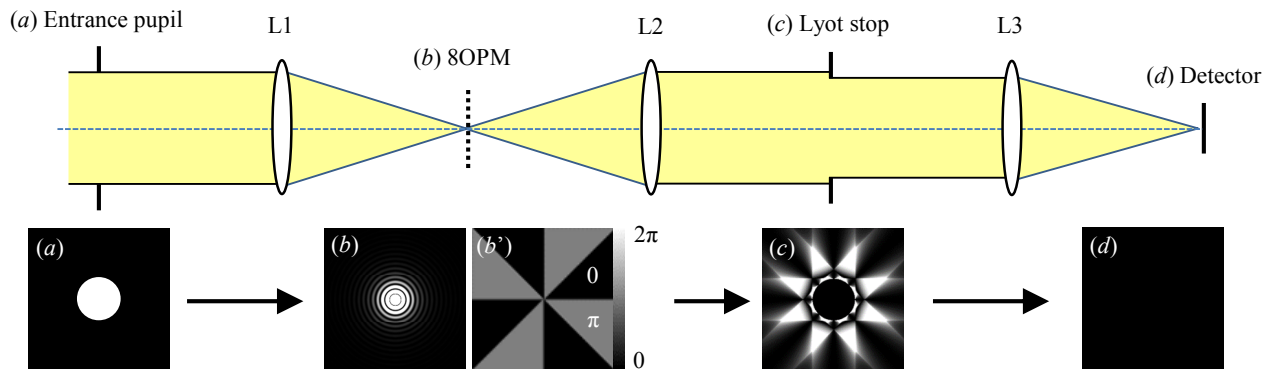 (a) Entrance pupil
L1
(b) 8OPM
L2
(c) Lyot stop
L3
(d) Detector
(a)
(b)
(b')
0
π
2π
0
(c)
(d)